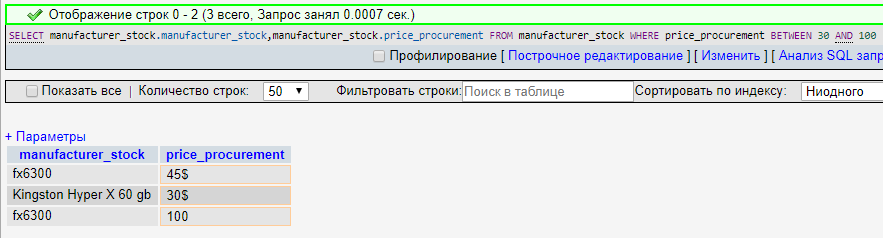 Отображение строк 0 - 2 (3 всего, Запрос занял 0.0007 сек.)
SELECT manufacturer_stock.manufacturer_stock,manufacturer_stock.price_procurement FROM manufacturer_stock WHERE price_procurement BETWEEN 30 AND 100
Профилирование [ Построчное редактирование ] [ Изменить ] [ Анализ SQL запр
Показать все | Количество строк: 50 Фильтровать строки: Поиск в таблице Сортировать по индексу: Ниодного
+ Параметры
manufacturer_stock price_procurement
fx6300 45$
Kingston Hyper X 60 gb 30$
fx6300 100